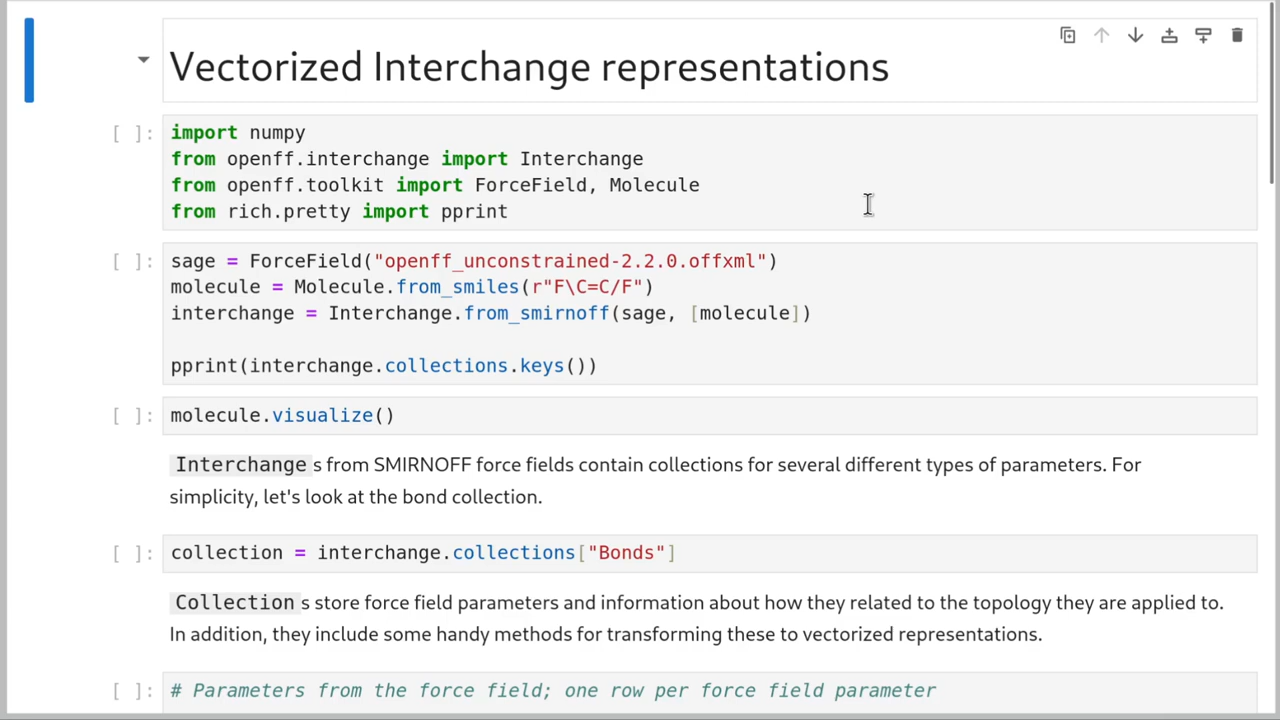 Vectorized Interchange representations
[ ]: import numpy
from openff.interchange import Interchange
from openff.toolkit import ForceField, Molecule
from rich.pretty import pprint
[ ]: sage = ForceField("openff_unconstrained-2.2.0.offxml")
molecule = Molecule.from_smiles(r"F\C=C/F")
interchange = Interchange.from_smirnoff(sage, [molecule])
pprint(interchange.collections.keys())
[ ]: molecule.visualize()
Interchange s from SMIRNOFF force fields contain collections for several different types of parameters. For
simplicity, let's look at the bond collection.
[ ]: collection = interchange.collections["Bonds"]
Collection s store force field parameters and information about how they related to the topology they are applied to.
In addition, they include some handy methods for transforming these to vectorized representations.
[ ]: # Parameters from the force field; one row per force field parameter